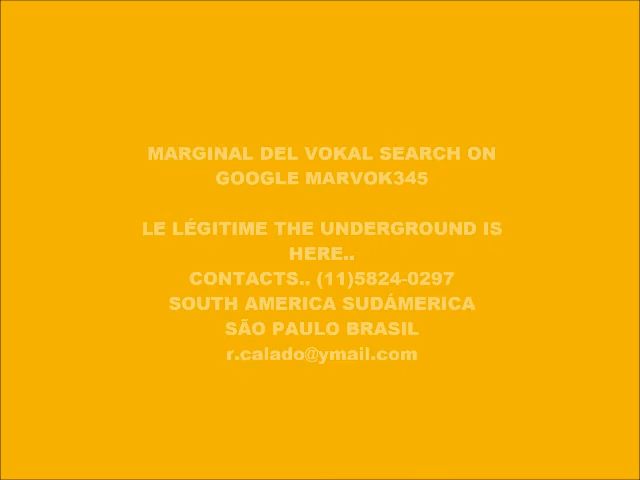 MARGINAL DEL VOKAL SEARCH ON
GOOGLE MARVOK345
LE LÉGITIME THE UNDERGROUND IS
HERE..
CONTACTS.. (11)5824-0297
SOUTH AMERICA SUDÁMERICA
SÃO PAULO BRASIL
r.calado@ymail.com